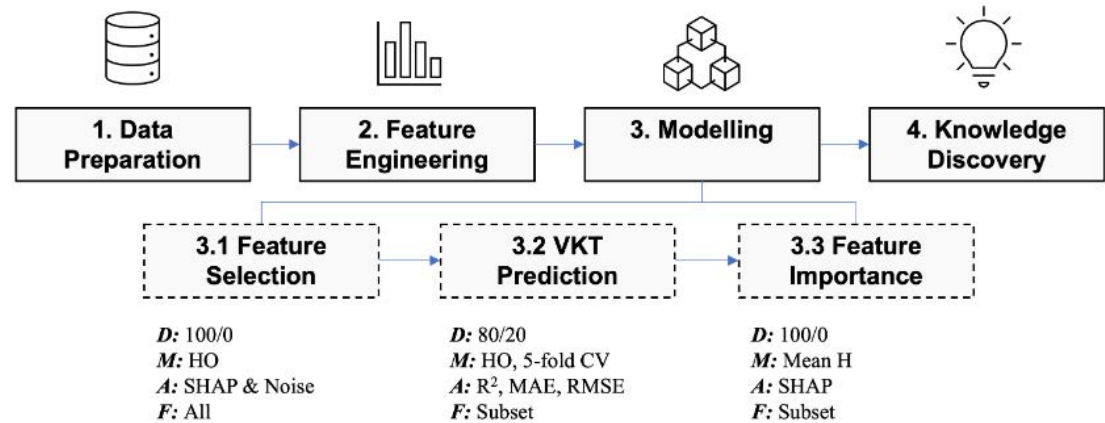 1. Data
Preparation
2. Feature
Engineering
3. Modelling
4. Knowledge
Discovery
3.1 Feature
Selection
3.2 VKT
Prediction
3.3 Feature
Importance
D: 100/0
M: HO
A: SHAP & Noise
F: All
D: 80/20
M: HO, 5-fold CV
A: R², MAE, RMSE
F: Subset
D: 100/0
M: Mean H
A: SHAP
F: Subset